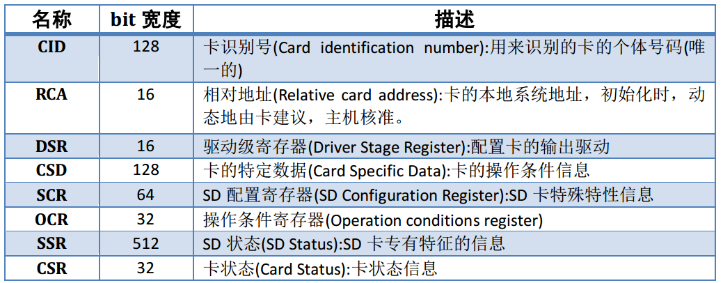 名称 bit 宽度 描述
CID 128 卡识别号(Card identification number):用来识别的卡的个体号码(唯
一的)
RCA 16 相对地址(Relative card address):卡的本地系统地址，初始化时，动
态地由卡建议，主机核准。
DSR 16 驱动级寄存器(Driver Stage Register):配置卡的输出驱动
CSD 128 卡的特定数据(Card Specific Data):卡的操作条件信息
SCR 64 SD 配置寄存器(SD Configuration Register):SD 卡特殊特性信息
OCR 32 操作条件寄存器(Operation conditions register)
SSR 512 SD 状态(SD Status):SD 卡专有特征的信息
CSR 32 卡状态(Card Status):卡状态信息